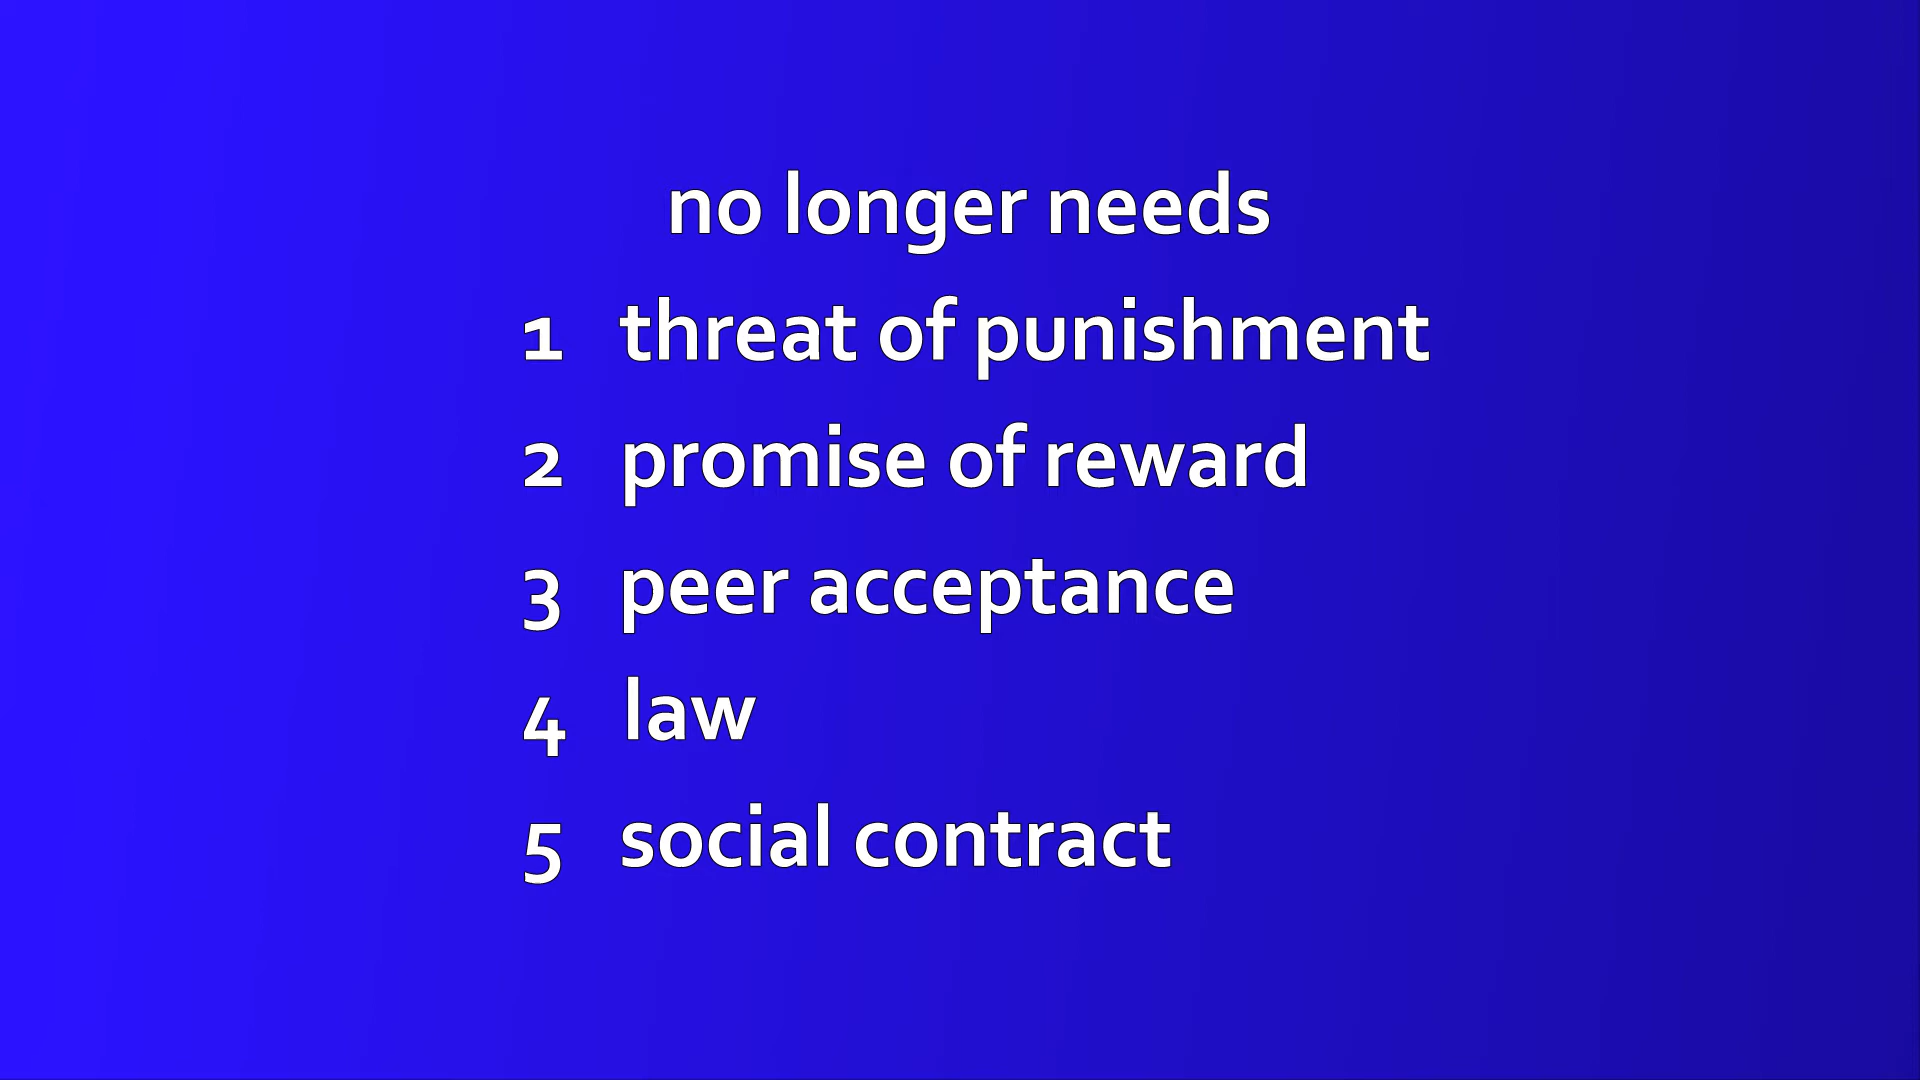 no longer needs
1 threat of punishment
2 promise of reward
3 peer acceptance
4 law
5 social contract